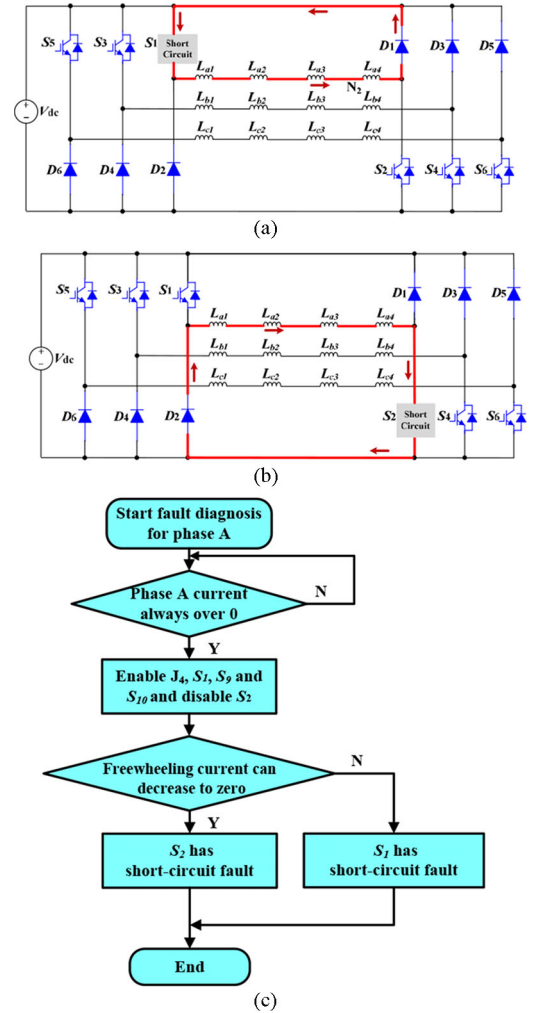 S5
S3
S1
Short
Circuit
D1
D3
D5
La1 La2 La3 La4
N2
Lb1 Lb2 Lb3 Lb4
Vdc
Lc1 Lc2 Lc3 Lc4
D6
D4
D2
S2
S4
S6
(a)
S5
S3
S1
D1
D3
D5
La1 La2 La3 La4
Lb1 Lb2 Lb3 Lb4
Vdc
Lc1 Lc2 Lc3 Lc4
D6
D4
D2
S2
Short
Circuit
S4
S6
(b)
Start fault diagnosis
for phase A
Phase A current
always over 0
N
Y
Enable J4, S1, S9 and
S10 and disable S2
Freewheeling current can
decrease to zero
N
Y
S2 has
short-circuit fault
S1 has
short-circuit fault
End
(c)